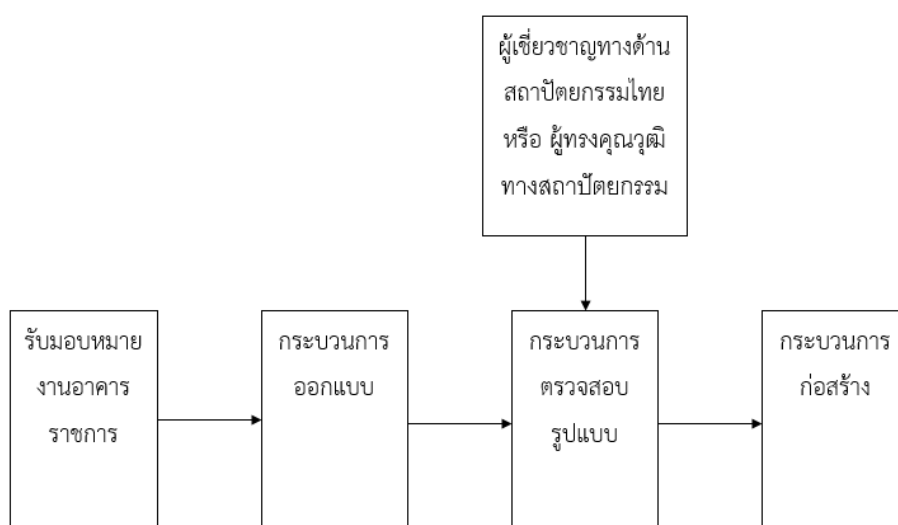 ผู้เชี่ยวชาญทางด้าน
สถาปัตยกรรมไทย
หรือ ผู้ทรงคุณวุฒิ
ทางสถาปัตยกรรม
รับมอบหมาย
งานอาคาร
ราชการ
กระบวนการ
ออกแบบ
กระบวนการ
ตรวจสอบ
รูปแบบ
กระบวนการ
ก่อสร้าง